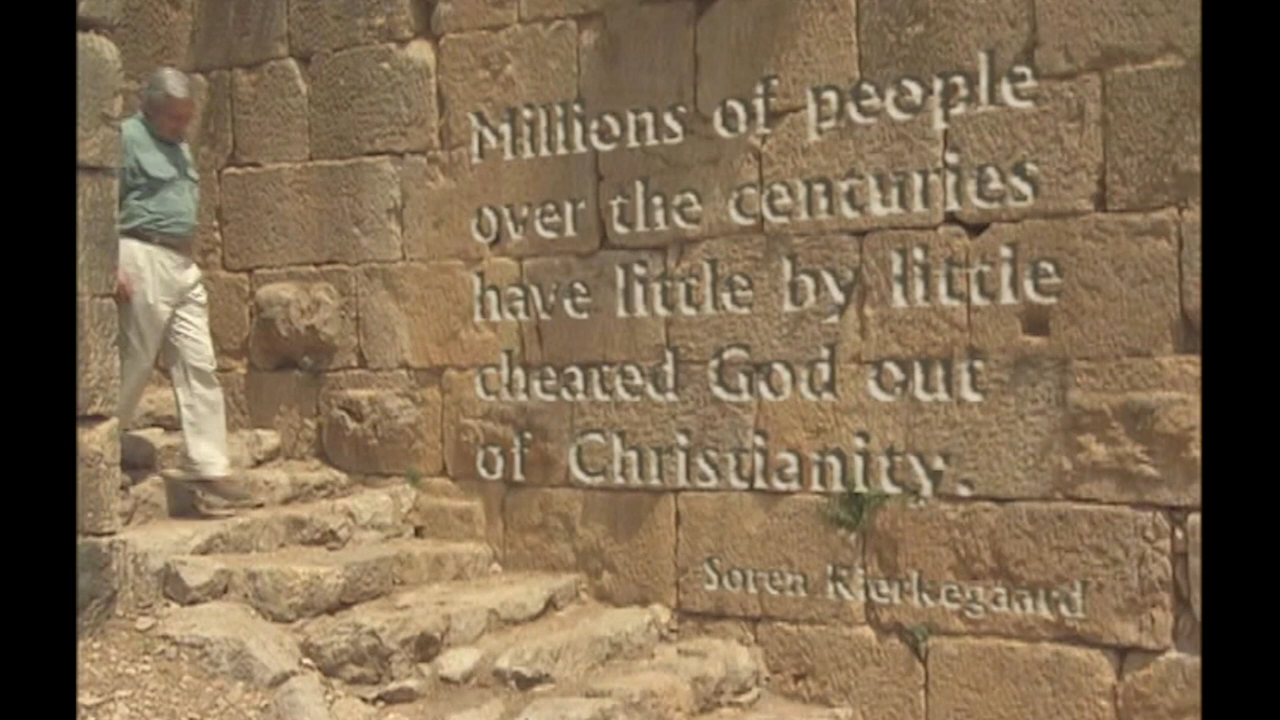 Millions of people
over the centuries
have little by little
cheated God out
of Christianity.
Soren Kierkegaard